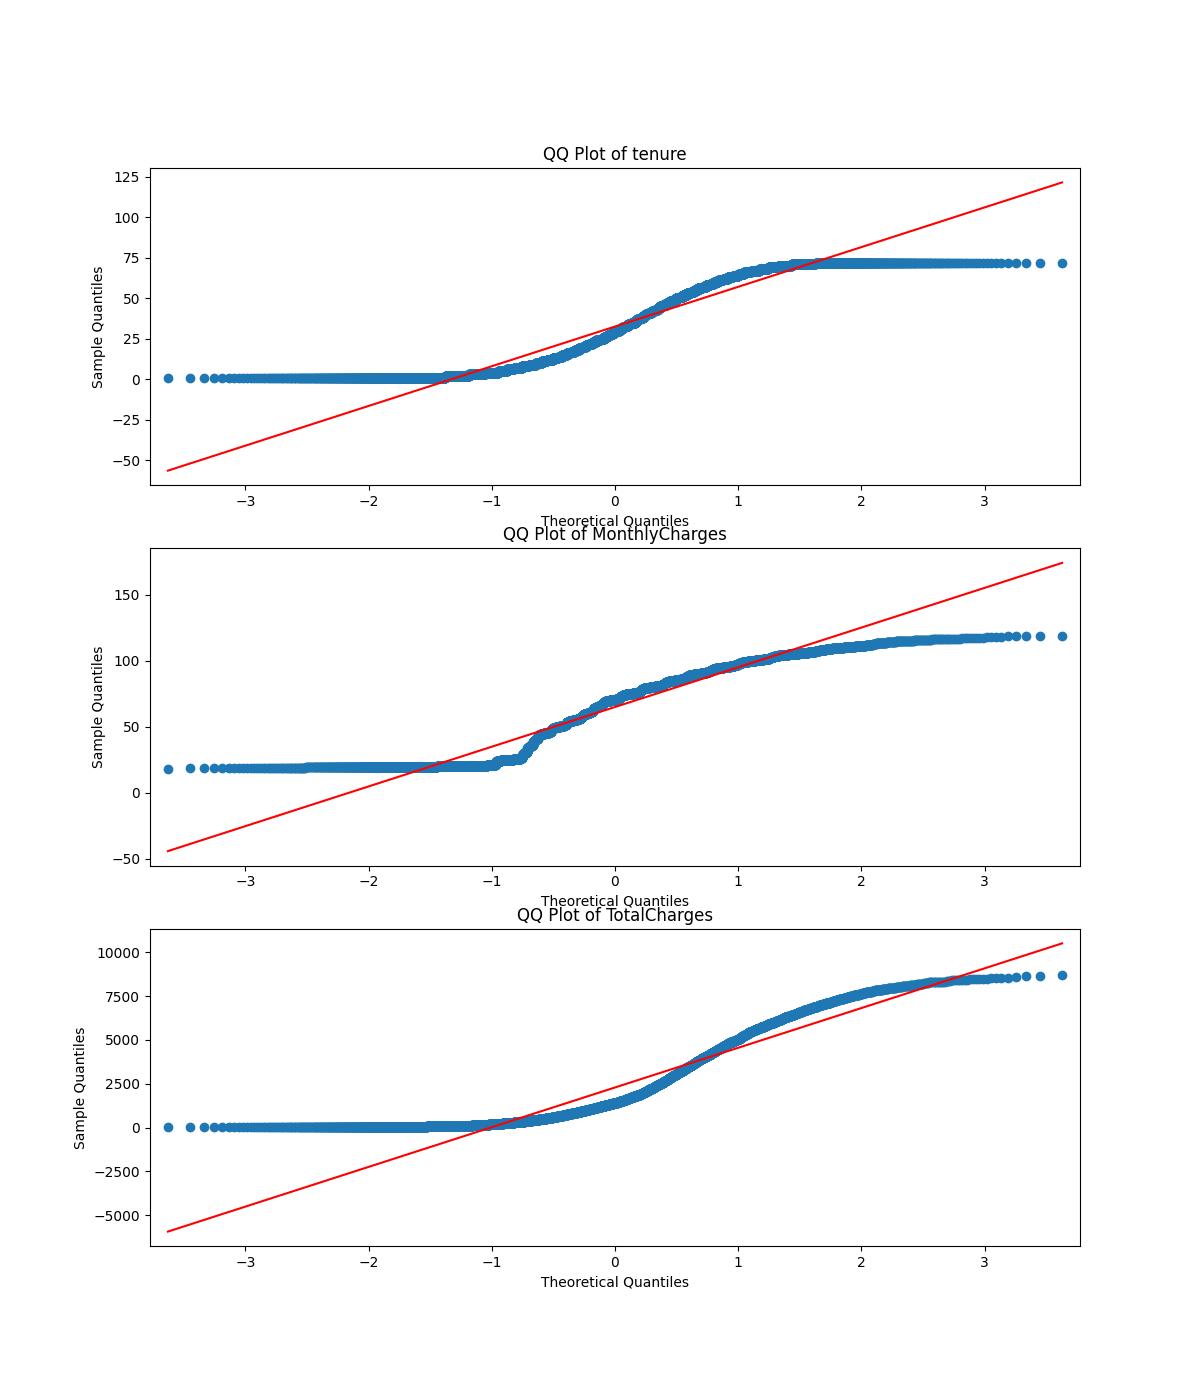 QQ Plot of tenure
125
100
75
50
25
0
−25
−50
Sample Quantiles
−3 −2 −1 0 1 2 3
Theoretical Quantiles
QQ Plot of MonthlyCharges
150
100
50
0
−50
Sample Quantiles
−3 −2 −1 0 1 2 3
Theoretical Quantiles
QQ Plot of TotalCharges
10000
7500
5000
2500
0
−2500
−5000
Sample Quantiles
−3 −2 −1 0 1 2 3
Theoretical Quantiles